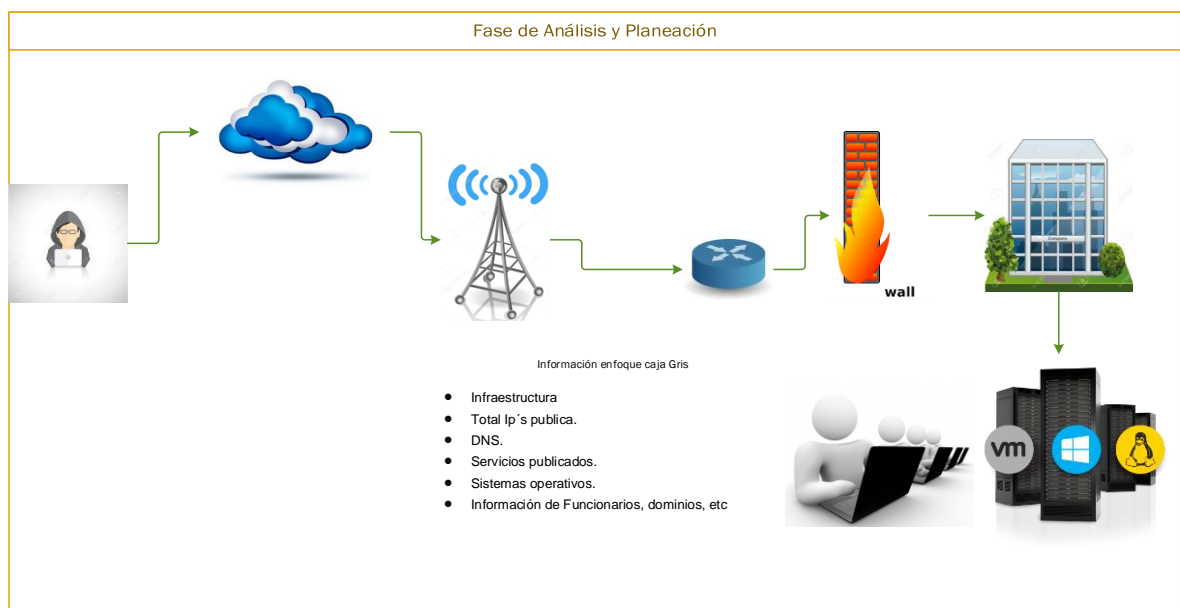 Fase de Análisis y Planeación
wall
Company
Información enfoque caja Gris
Infraestructura
Total Ip´s publica.
DNS.
Servicios publicados.
Sistemas operativos.
Información de Funcionarios, dominios, etc
vm